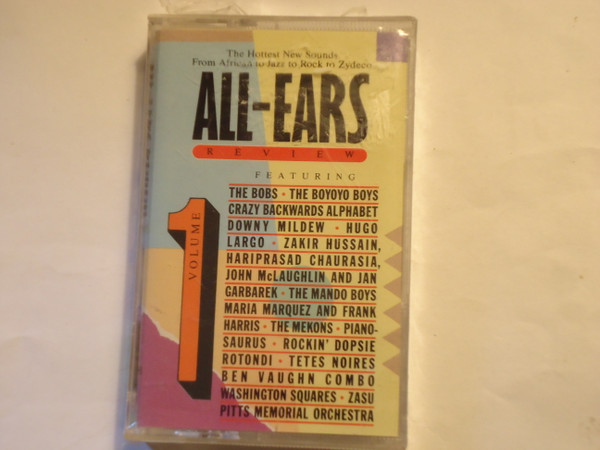 The Hottest New Sounds,
From African to Jazz to Rock to Zydeco
ALL-EARS
REVIEW
FEATURING
VOLUME
1
THE BOBS • THE BOYOYO BOYS
CRAZY BACKWARDS ALPHABET
DOWNY MILDEW • HUGO
LARGO • ZAKIR HUSSAIN,
HARIPRASAD CHAURASIA,
JOHN McLAUGHLIN AND JAN
GARBAREK • THE MANDO BOYS
MARIA MARQUEZ AND FRANK
HARRIS • THE MEKONS • PIANO-
SAURUS • ROCKIN' DOPSIE
ROTONDI • TETES NOIRES
BEN VAUGHN COMBO
WASHINGTON SQUARES • ZASU
PITTS MEMORIAL ORCHESTRA